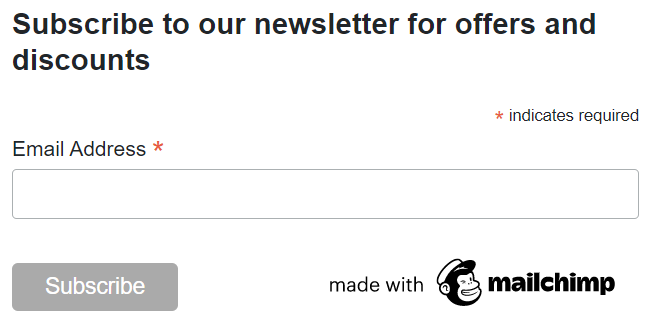 Subscribe to our newsletter for offers and
discounts
* indicates required
Email Address *
Subscribe
made with mailchimp